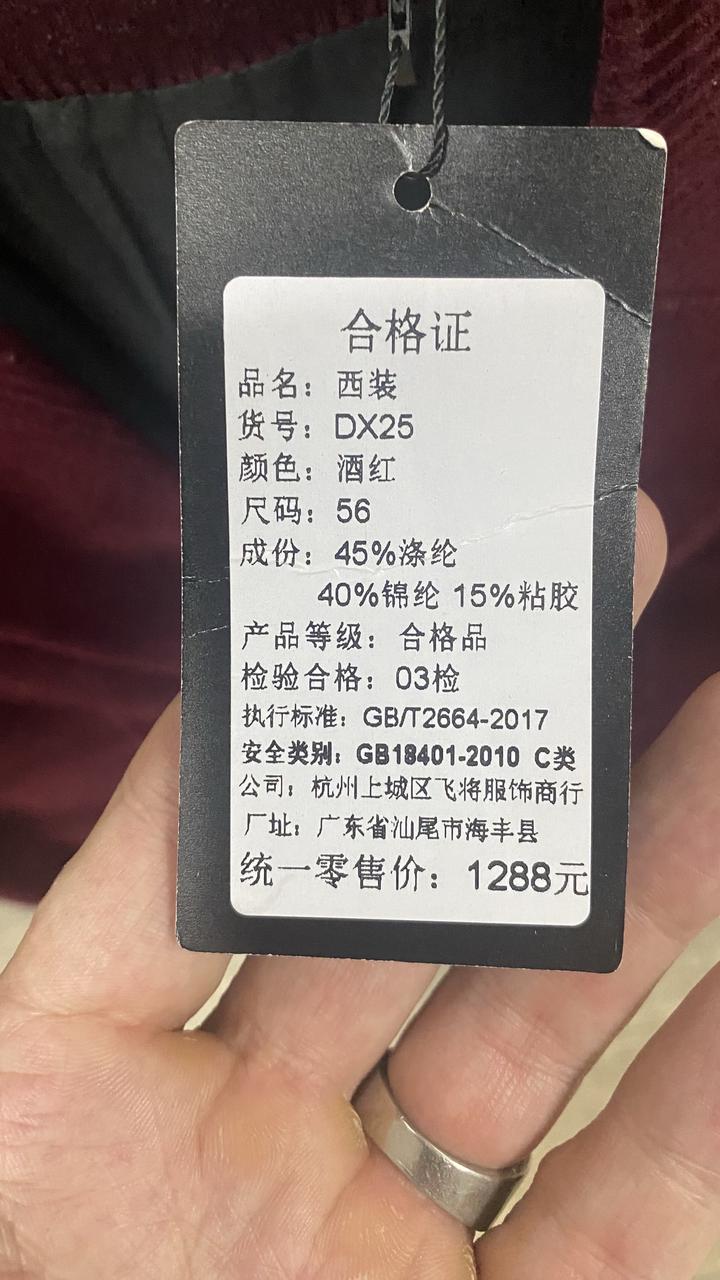 合格证
品名：西装
货号：DX25
颜色：酒红
尺码：56
成份：45%涤纶
40%锦纶 15%粘胶
产品等级：合格品
检验合格：03检
执行标准：GB/T2664-2017
安全类别：GB18401-2010 C类
公司：杭州上城区飞将服饰商行
厂址：广东省汕尾市海丰县
统一零售价：1288元